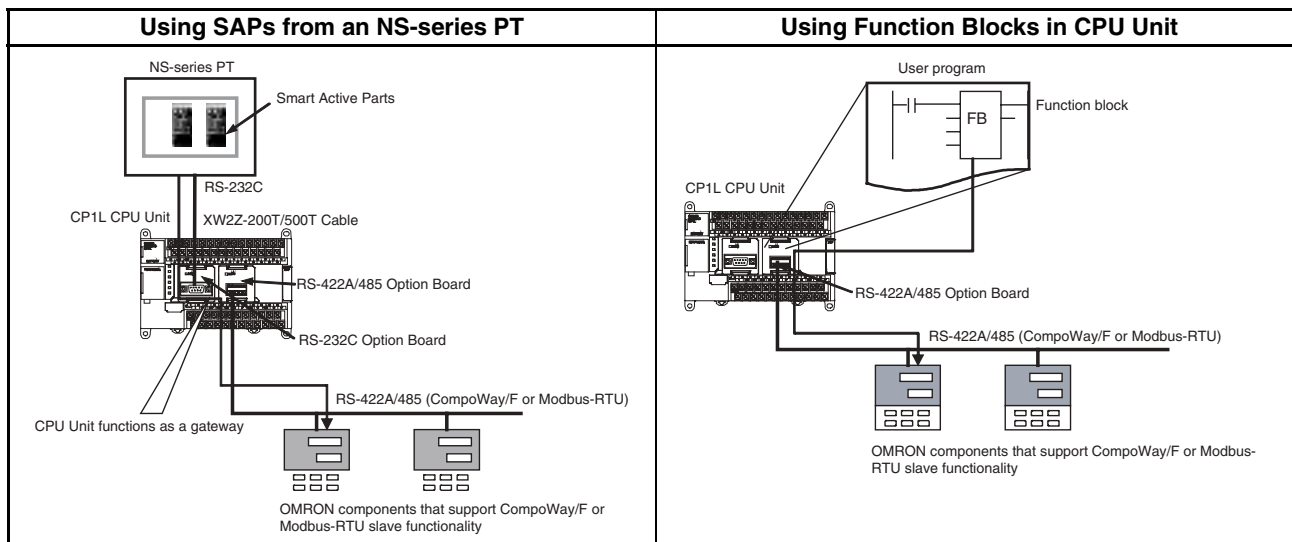 Using SAPs from an NS-series PT
NS-series PT
Smart Active Parts
RS-232C
CP1L CPU Unit
XW2Z-200T/500T Cable
RS-422A/485 Option Board
RS-232C Option Board
RS-422A/485 (CompoWay/F or Modbus-RTU)
CPU Unit functions as a gateway
OMRON components that support CompoWay/F or
Modbus-RTU slave functionality
Using Function Blocks in CPU Unit
User program
Function block
FB
CP1L CPU Unit
RS-422A/485 Option Board
RS-422A/485 (CompoWay/F or Modbus-RTU)
OMRON components that support CompoWay/F or Modbus-
RTU slave functionality